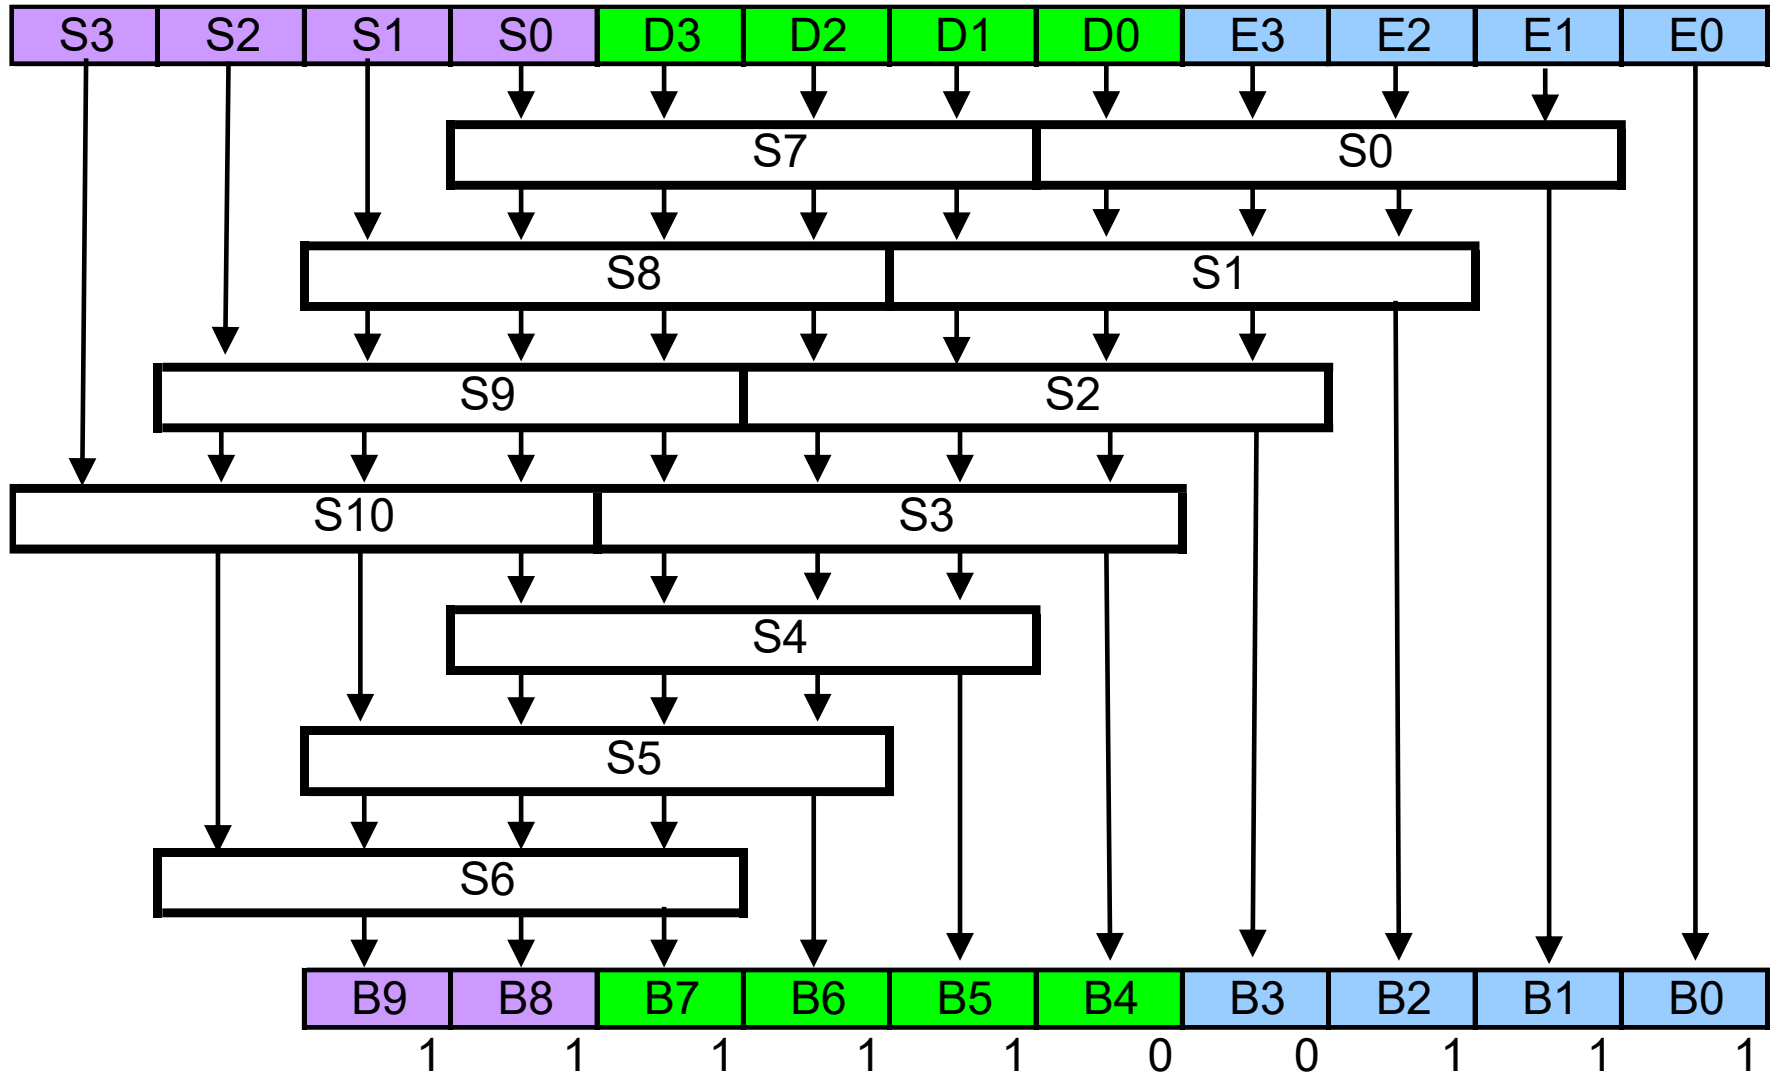 S3 S2 S1 S0 D3 D2 D1 D0 E3 E2 E1 E0
S7 S0
S8 S1
S9 S2
S10 S3
S4
S5
S6
B9 B8 B7 B6 B5 B4 B3 B2 B1 B0
1 1 1 1 1 0 0 1 1 1